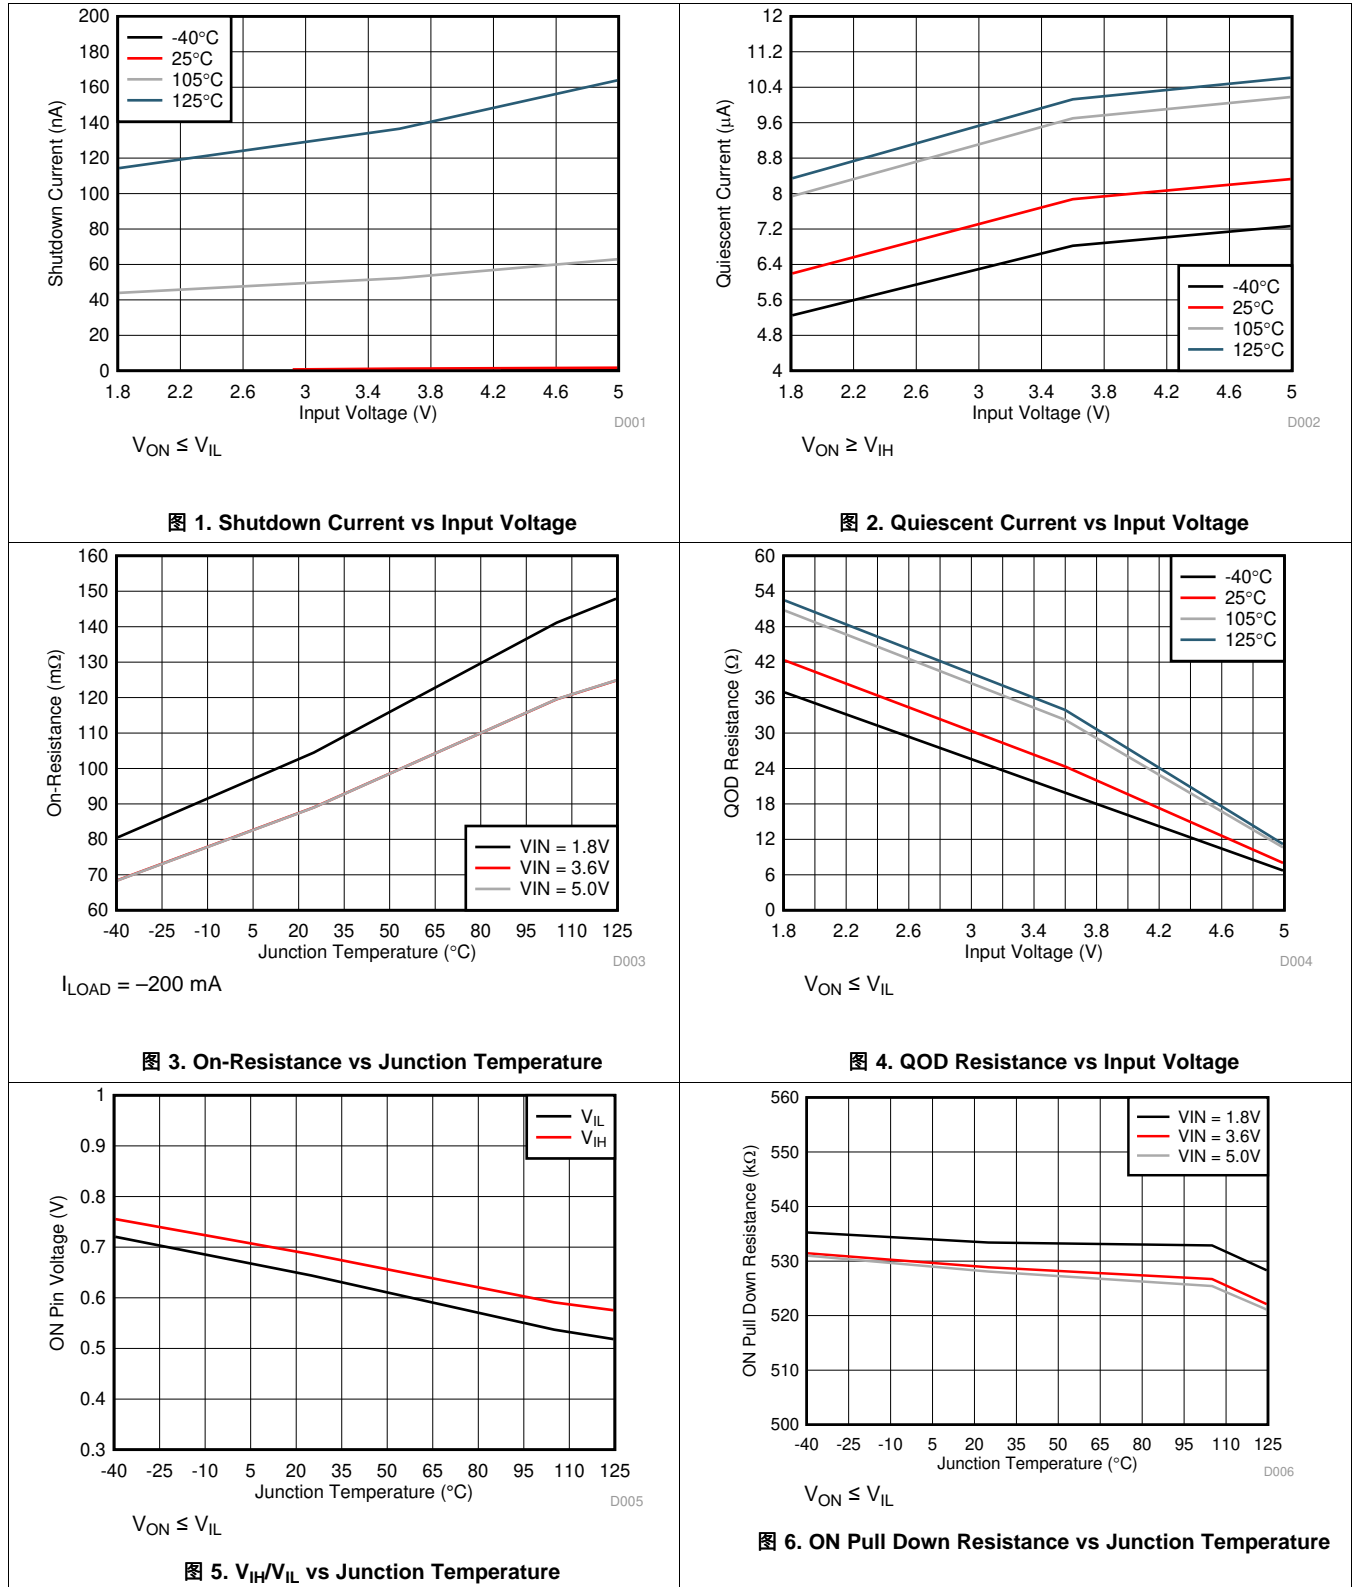 200
180
160
140
120
100
80
60
40
20
0
Shutdown Current (nA)
-40°C
25°C
105°C
125°C
1.8 2.2 2.6 3 3.4 3.8 4.2 4.6 5
Input Voltage (V)
D001
VON ≤ VIL
图 1. Shutdown Current vs Input Voltage
12
11.2
10.4
9.6
8.8
8
7.2
6.4
5.6
4.8
4
Quiescent Current (µA)
-40°C
25°C
105°C
125°C
1.8 2.2 2.6 3 3.4 3.8 4.2 4.6 5
Input Voltage (V)
D002
VON ≥ VIH
图 2. Quiescent Current vs Input Voltage
160
150
140
130
120
110
100
90
80
70
60
On-Resistance (mΩ)
VIN = 1.8V
VIN = 3.6V
VIN = 5.0V
-40 -25 -10 5 20 35 50 65 80 95 110 125
Junction Temperature (°C)
D003
ILOAD = –200 mA
图 3. On-Resistance vs Junction Temperature
60
54
48
42
36
30
24
18
12
6
0
QOD Resistance (Ω)
-40°C
25°C
105°C
125°C
1.8 2.2 2.6 3 3.4 3.8 4.2 4.6 5
Input Voltage (V)
D004
VON ≤ VIL
图 4. QOD Resistance vs Input Voltage
1
0.9
0.8
0.7
0.6
0.5
0.4
0.3
ON Pin Voltage (V)
VIL
VIH
-40 -25 -10 5 20 35 50 65 80 95 110 125
Junction Temperature (°C)
D005
VON ≤ VIL
图 5. VIH/VIL vs Junction Temperature
560
550
540
530
520
510
500
ON Pull Down Resistance (kΩ)
VIN = 1.8V
VIN = 3.6V
VIN = 5.0V
-40 -25 -10 5 20 35 50 65 80 95 110 125
Junction Temperature (°C)
D006
VON ≤ VIL
图 6. ON Pull Down Resistance vs Junction Temperature